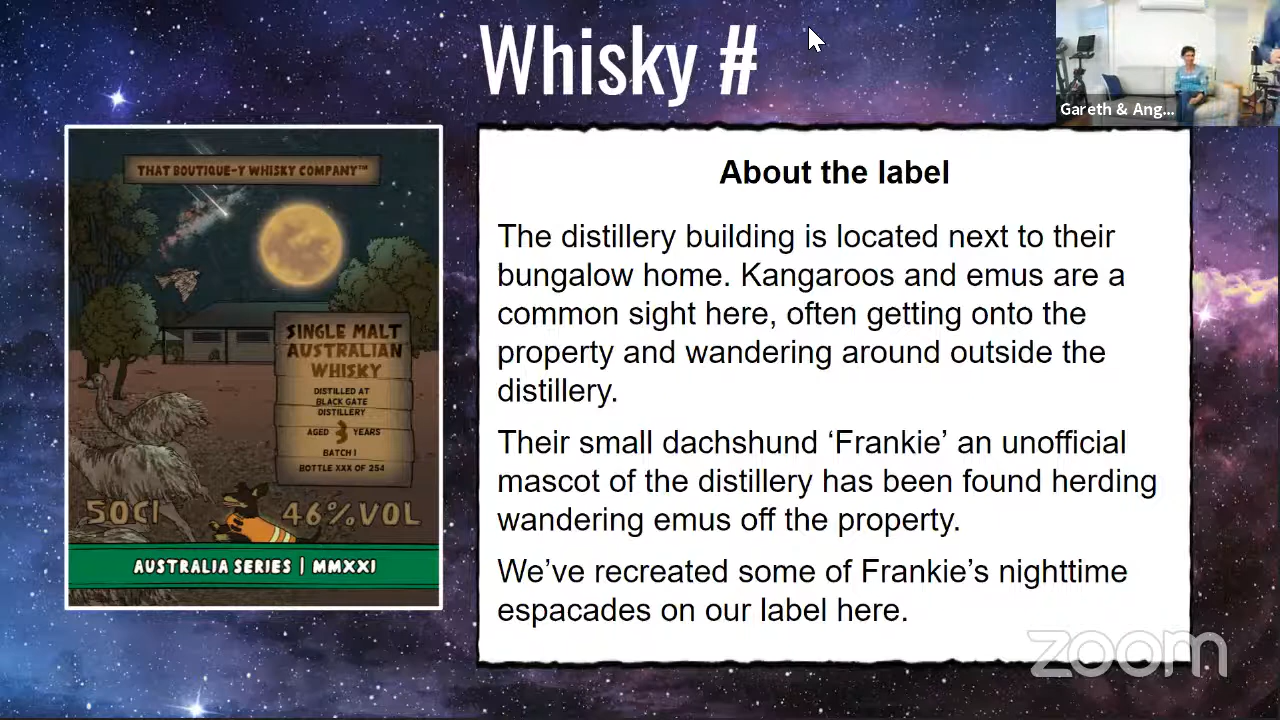 Whisky #
Gareth & Ang...
THAT BOUTIQUE-Y WHISKY COMPANY™
SINGLE MALT
AUSTRALIAN
WHISKY
DISTILLED AT
BLACK GATE
DISTILLERY
AGED 3 YEARS
BATCH 1
BOTTLE XXX OF 254
50Cl 46%VOL
AUSTRALIA SERIES | MMXXI
About the label
The distillery building is located next to their
bungalow home. Kangaroos and emus are a
common sight here, often getting onto the
property and wandering around outside the
distillery.
Their small dachshund ‘Frankie’ an unofficial
mascot of the distillery has been found herding
wandering emus off the property.
We’ve recreated some of Frankie’s nighttime
espacades on our label here.
zoom